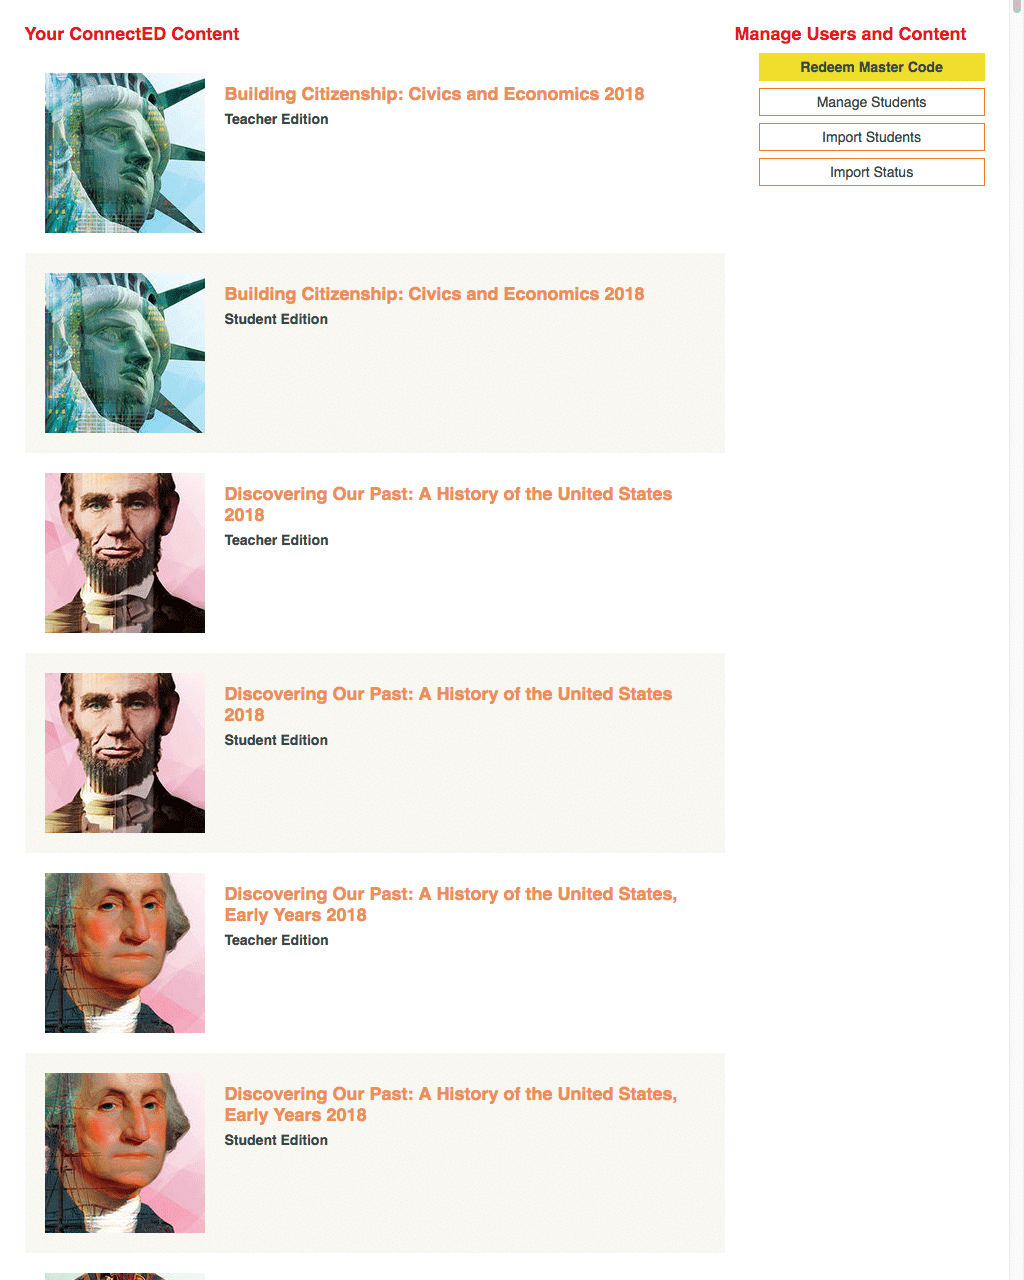 Your ConnectED Content
Building Citizenship: Civics and Economics 2018
Teacher Edition
Building Citizenship: Civics and Economics 2018
Student Edition
Discovering Our Past: A History of the United States
2018
Teacher Edition
Discovering Our Past: A History of the United States
2018
Student Edition
Discovering Our Past: A History of the United States,
Early Years 2018
Teacher Edition
Discovering Our Past: A History of the United States,
Early Years 2018
Student Edition
Manage Users and Content
Redeem Master Code
Manage Students
Import Students
Import Status